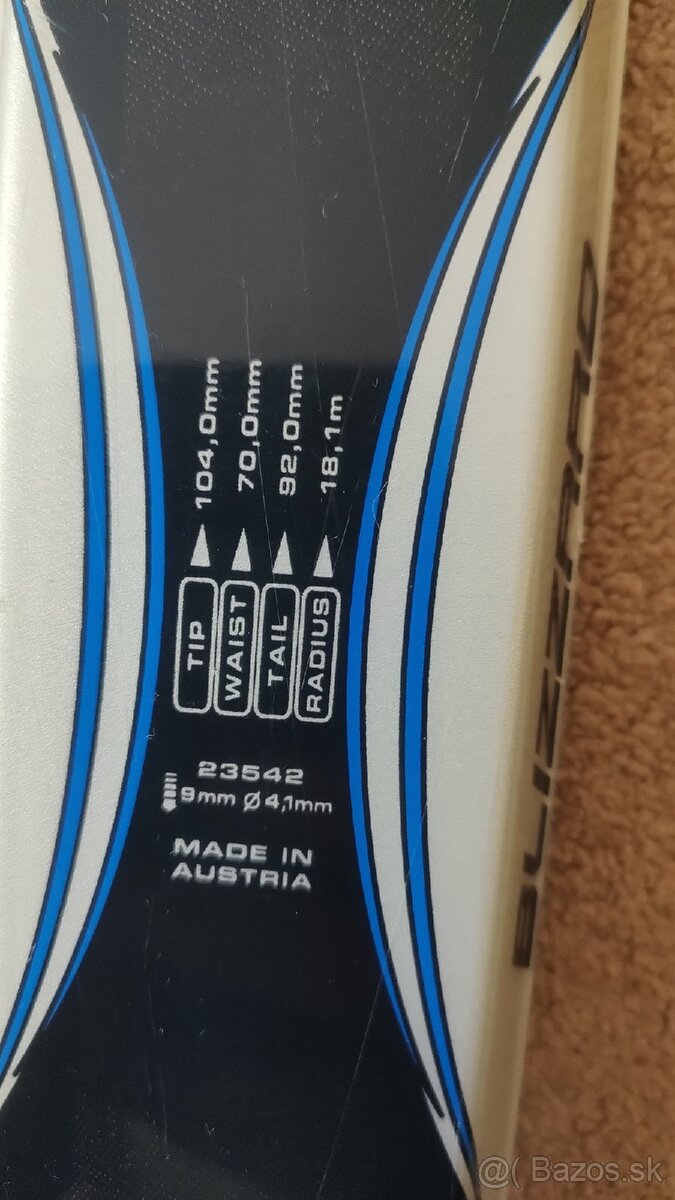 TIP 104,0mm
WAIST 70,0mm
TAIL 92,0mm
RADIUS 18,1m
23542
9mm Ø 4,1mm
MADE IN
AUSTRIA
BLIZZARD
@( Bazos.sk